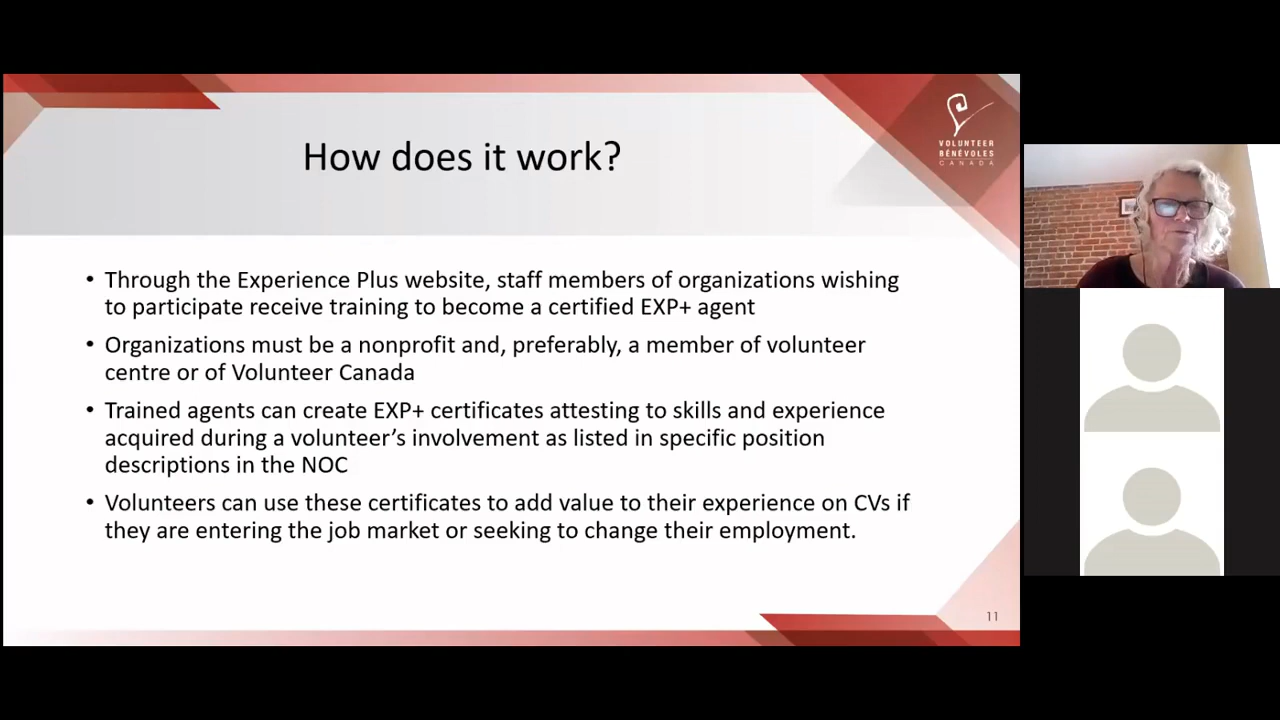 How does it work?
VOLUNTEER
BÉNÉVOLES
CANADA
• Through the Experience Plus website, staff members of organizations wishing
to participate receive training to become a certified EXP+ agent
• Organizations must be a nonprofit and, preferably, a member of volunteer
centre or of Volunteer Canada
• Trained agents can create EXP+ certificates attesting to skills and experience
acquired during a volunteer’s involvement as listed in specific position
descriptions in the NOC
• Volunteers can use these certificates to add value to their experience on CVs if
they are entering the job market or seeking to change their employment.
11